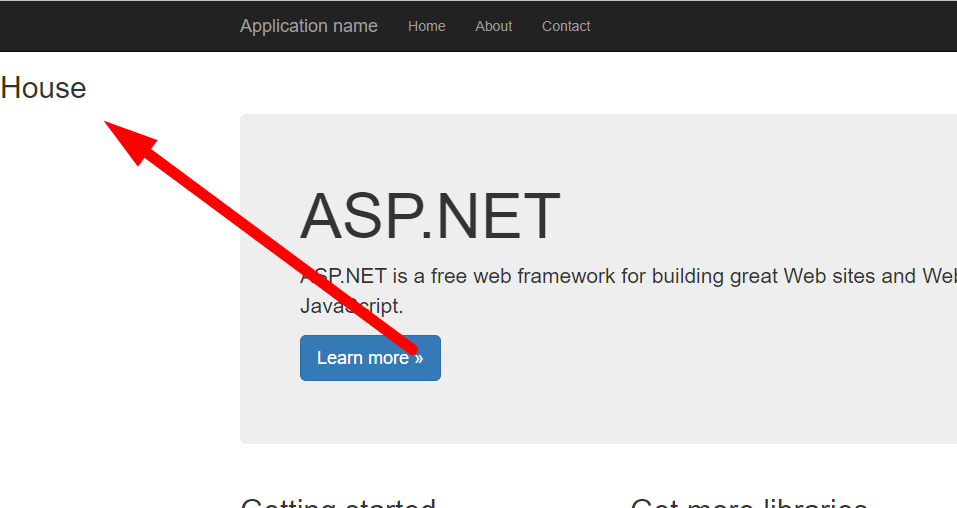 Application name Home About Contact
House
ASP.NET
ASP.NET is a free web framework for building great Web sites and Web
JavaScript.
Learn more »
Getting started Get more libraries